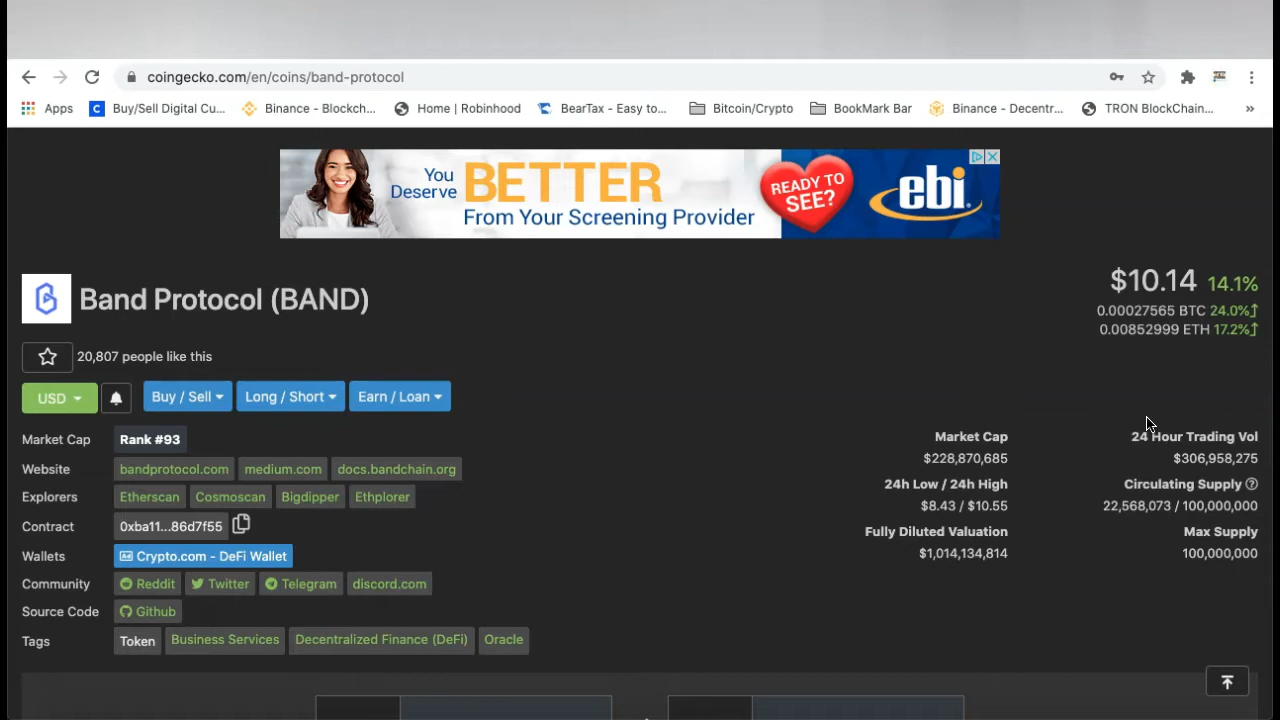 coingecko.com/en/coins/band-protocol
Apps Buy/Sell Digital Cu... Binance - Blockch... Home | Robinhood BearTax - Easy to... Bitcoin/Crypto BookMark Bar Binance - Decentr... TRON BlockChain... »
You Deserve BETTER
From Your Screening Provider
READY TO SEE?
ebi
Band Protocol (BAND)
$10.14 14.1%
0.00027565 BTC 24.0%
0.00852999 ETH 17.2%
20,807 people like this
USD Buy / Sell Long / Short Earn / Loan
Market Cap Rank #93
Website bandprotocol.com medium.com docs.bandchain.org
Explorers Etherscan Cosmoscan Bigdipper Ethplorer
Contract 0xba11...86d7f55
Wallets Ad Crypto.com - DeFi Wallet
Community Reddit Twitter Telegram discord.com
Source Code Github
Tags Token Business Services Decentralized Finance (DeFi) Oracle
Market Cap 24 Hour Trading Vol
$228,870,685 $306,958,275
24h Low / 24h High Circulating Supply
$8.43 / $10.55 22,568,073 / 100,000,000
Fully Diluted Valuation Max Supply
$1,014,134,814 100,000,000